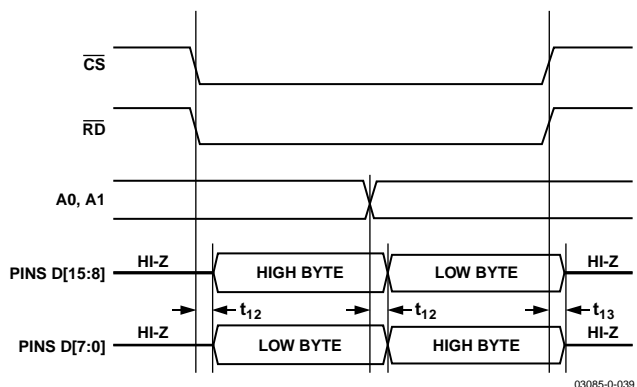 CS
RD
A0, A1
PINS D[15:8]
HI-Z
HIGH BYTE
LOW BYTE
HI-Z
t12
t12
t13
PINS D[7:0]
HI-Z
LOW BYTE
HIGH BYTE
HI-Z
03085-0-039